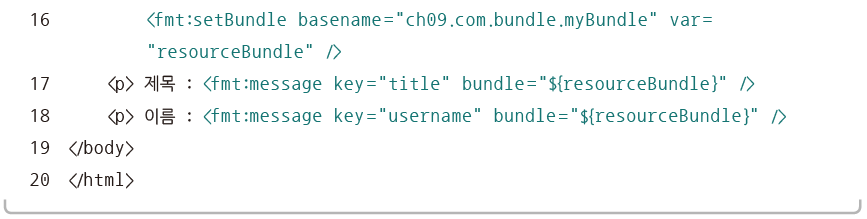 16 <fmt:setBundle basename="ch09.com.bundle.myBundle" var=
"resourceBundle" />
17 <p> 제목 : <fmt:message key="title" bundle="${resourceBundle}" />
18 <p> 이름 : <fmt:message key="username" bundle="${resourceBundle}" />
19 </body>
20 </html>